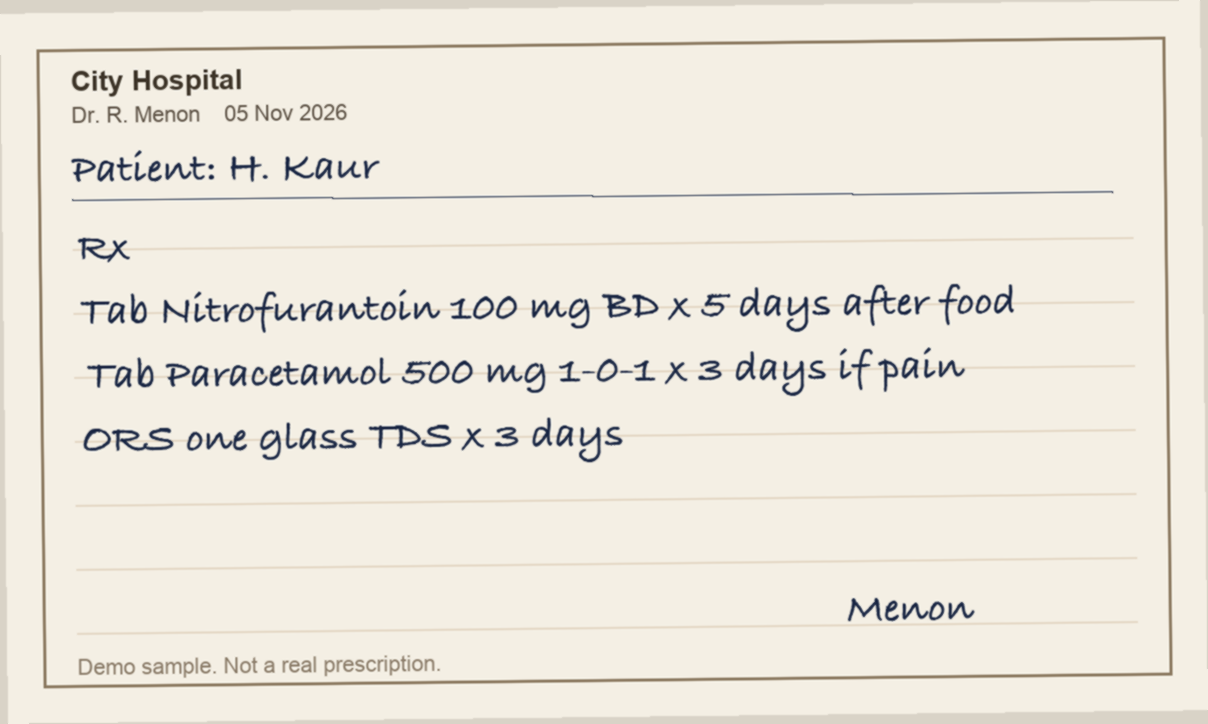 City Hospital
Dr. R. Menon 05 Nov 2026
Patient: H. Kaur
Rx
Tab Nitrofurantoin 100 mg BD x 5 days after food
Tab Paracetamol 500 mg 1-0-1 x 3 days if pain
ORS one glass TDS x 3 days
Menon
Demo sample. Not a real prescription.